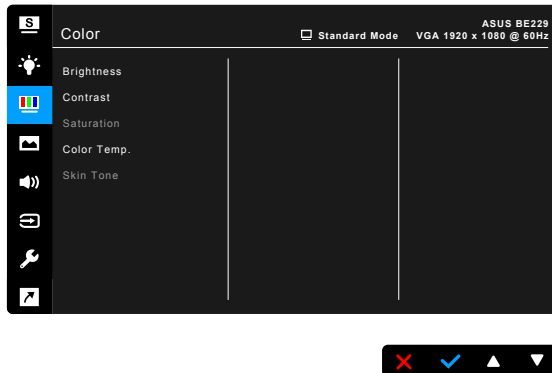 S
ASUS BE229
Color
Standard Mode
VGA 1920 x 1080 @ 60Hz
Brightness
Contrast
Saturation
Color Temp.
Skin Tone